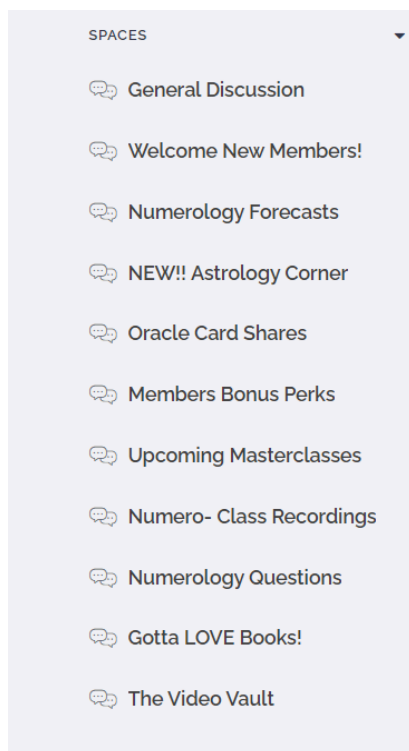 SPACES
General Discussion
Welcome New Members!
Numerology Forecasts
NEW!! Astrology Corner
Oracle Card Shares
Members Bonus Perks
Upcoming Masterclasses
Numero- Class Recordings
Numerology Questions
Gotta LOVE Books!
The Video Vault